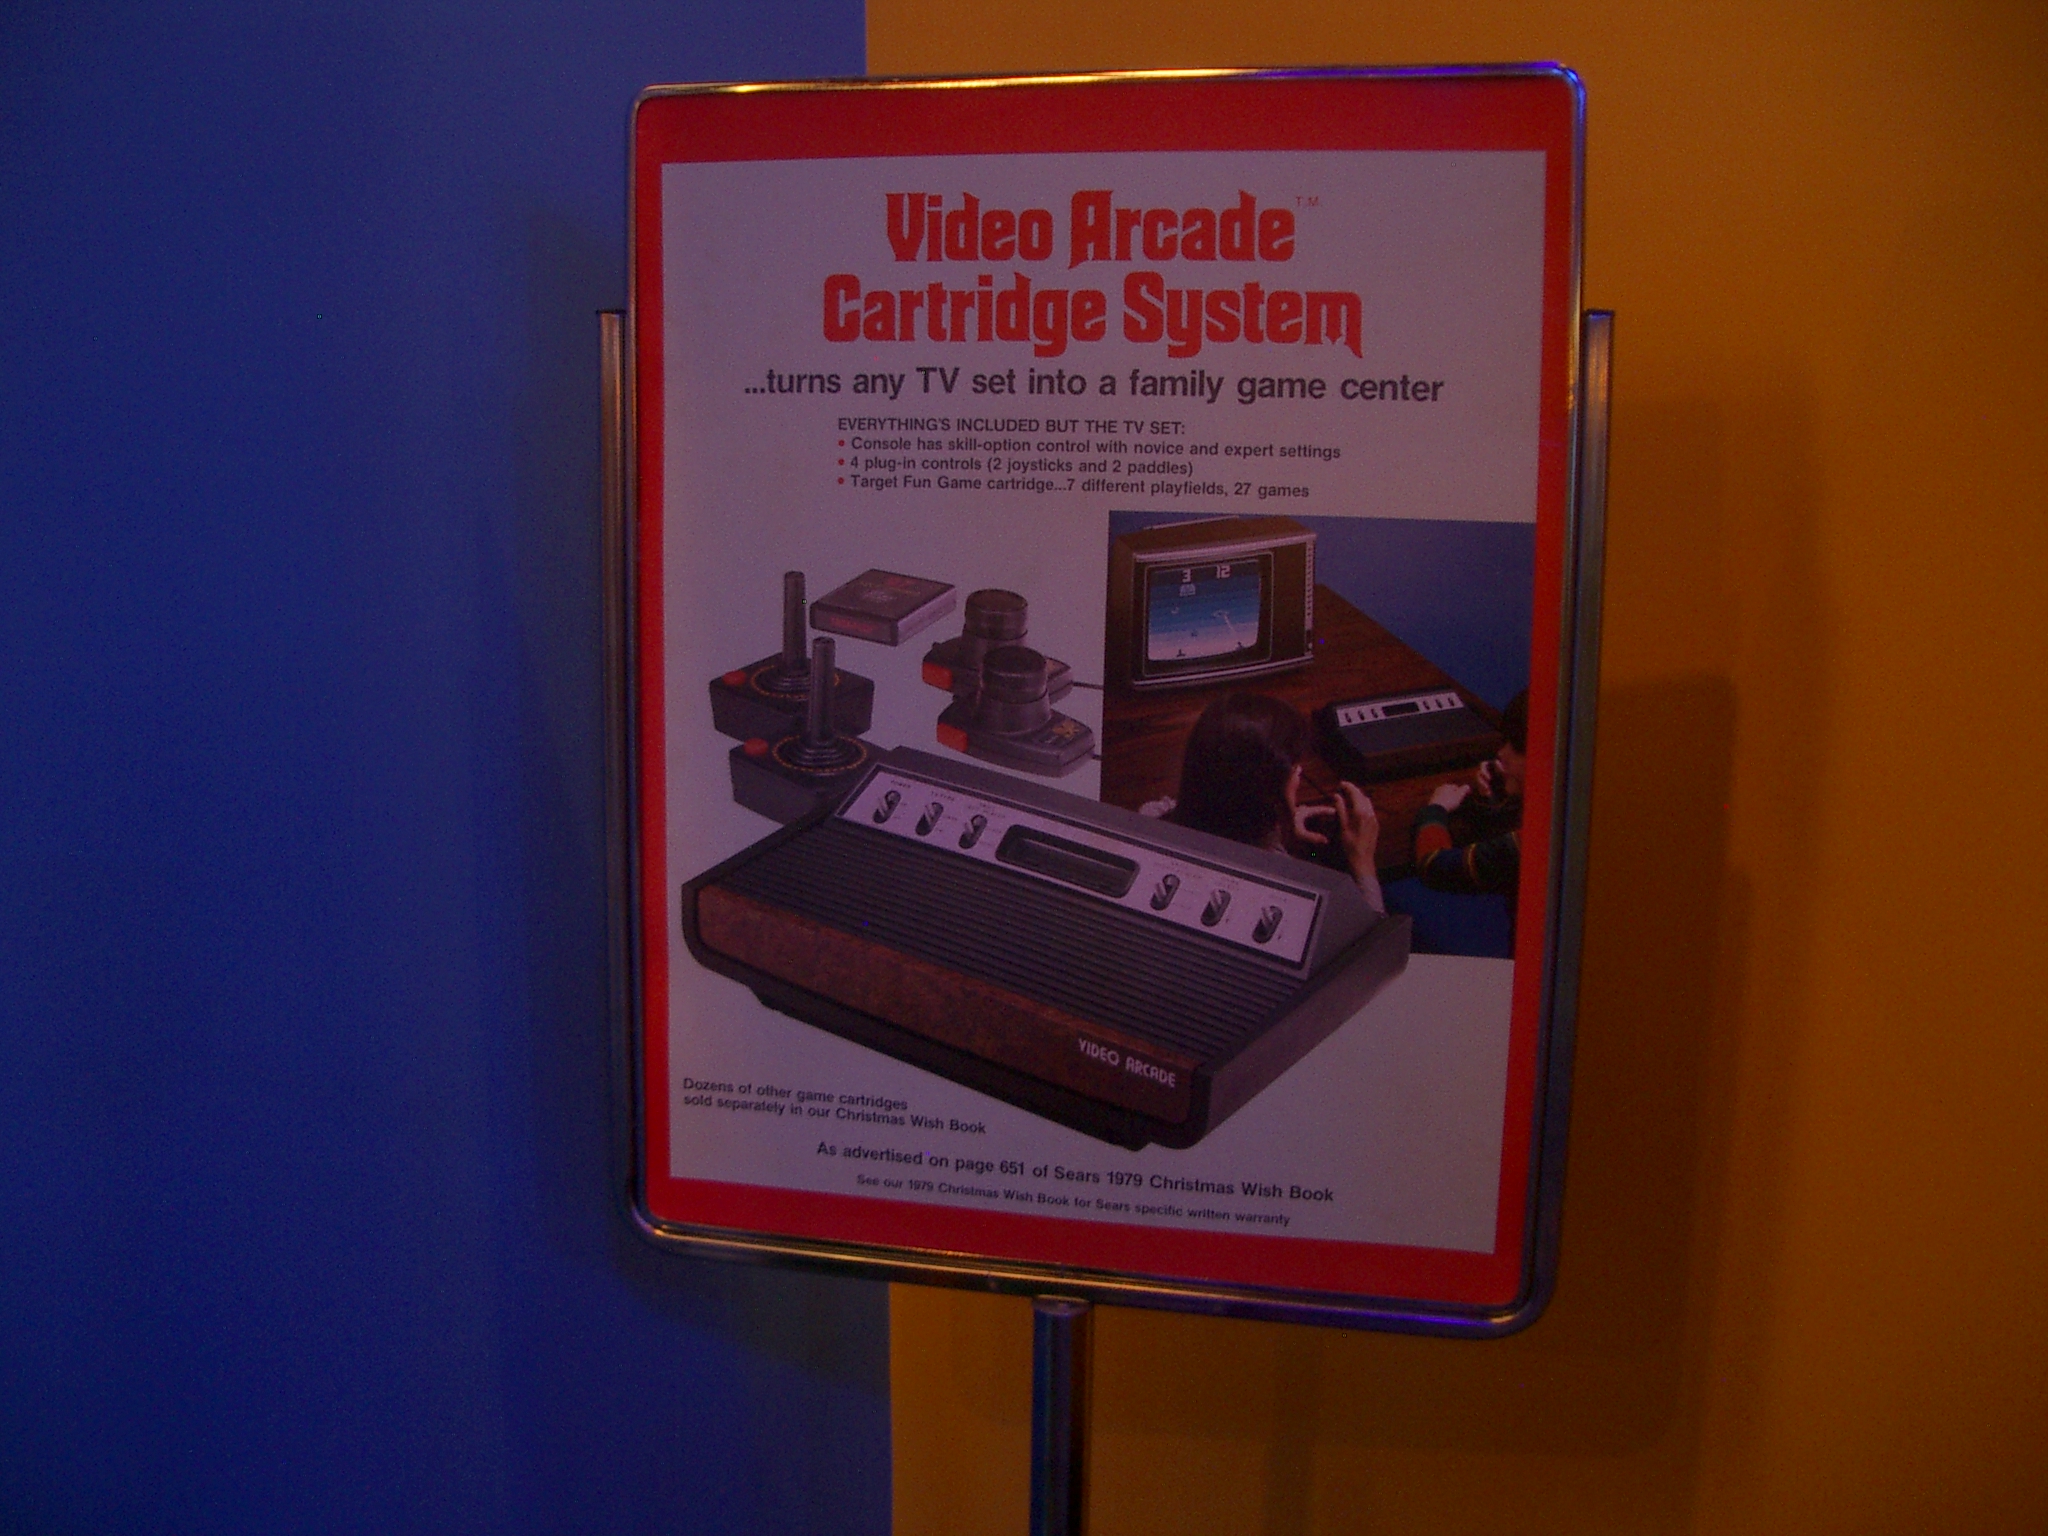 Video Arcade T.M.
Cartridge System
...turns any TV set into a family game center
EVERYTHING'S INCLUDED BUT THE TV SET:
• Console has skill-option control with novice and expert settings
• 4 plug-in controls (2 joysticks and 2 paddles)
• Target Fun Game cartridge...7 different playfields, 27 games
3 12
VIDEO ARCADE
Dozens of other game cartridges
sold separately in our Christmas Wish Book
As advertised on page 651 of Sears 1979 Christmas Wish Book
See our 1979 Christmas Wish Book for Sears specific written warranty